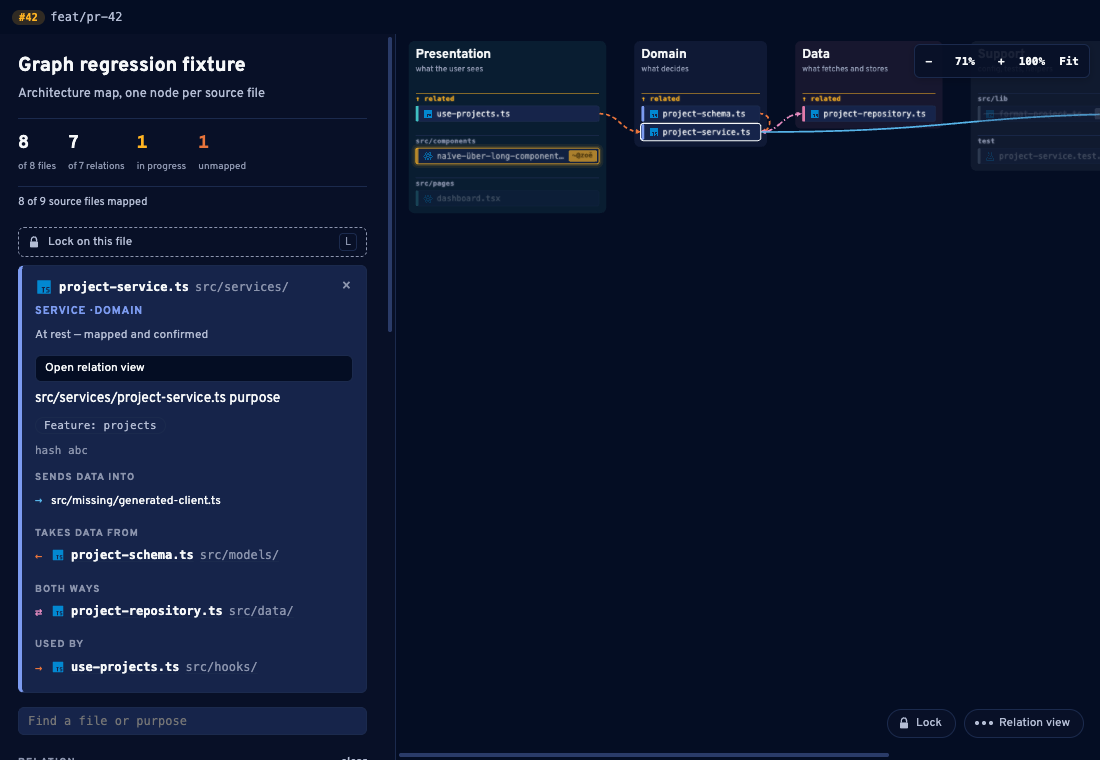 #42 feat/pr-42
Graph regression fixture
Architecture map, one node per source file
8 7 1 1
of 8 files of 7 relations in progress unmapped
8 of 9 source files mapped
Lock on this file L
project-service.ts src/services/ ×
SERVICE · DOMAIN
At rest — mapped and confirmed
Open relation view
src/services/project-service.ts purpose
Feature: projects
hash abc
SENDS DATA INTO
→ src/missing/generated-client.ts
TAKES DATA FROM
← project-schema.ts src/models/
BOTH WAYS
⇄ project-repository.ts src/data/
USED BY
→ use-projects.ts src/hooks/
Find a file or purpose
Presentation
what the user sees
↑ related
use-projects.ts
src/components
naïve-über-long-component…
src/pages
dashboard.tsx
Domain
what decides
↑ related
project-schema.ts
project-service.ts
Data
what fetches and stores
↑ related
project-repository.ts
Support
src/lib
test
project-service.test.
− 71% + 100% Fit
Lock
Relation view